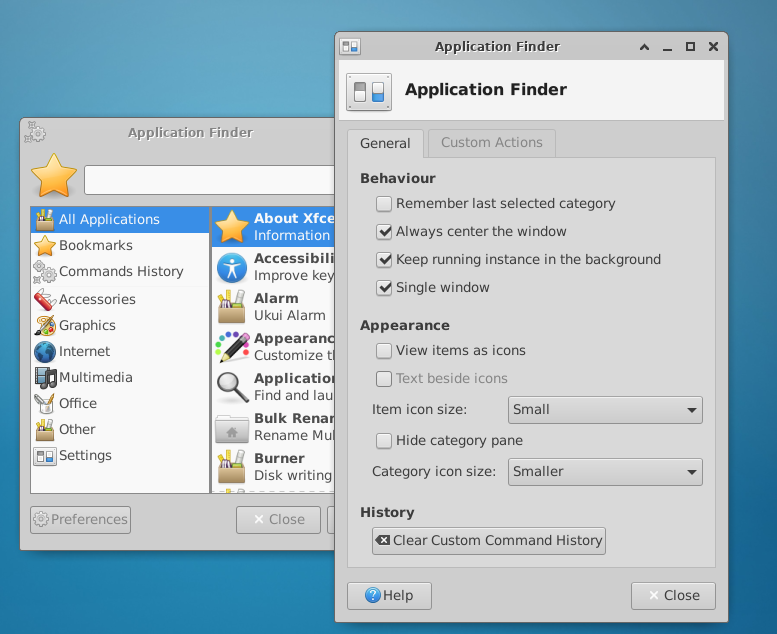 Application Finder
Application Finder
General
Custom Actions
Behaviour
Remember last selected category
Always center the window
Keep running instance in the background
Single window
Appearance
View items as icons
Text beside icons
Item icon size:
Small
Hide category pane
Category icon size:
Smaller
History
Clear Custom Command History
Help
Close
Application Finder
All Applications
Bookmarks
Commands History
Accessories
Graphics
Internet
Multimedia
Office
Other
Settings
About Xfce
Information
Accessibili
Improve key
Alarm
Ukui Alarm
Appearanc
Customize th
Application
Find and lau
Bulk Renar
Rename Mul
Burner
Disk writing
Preferences
Close